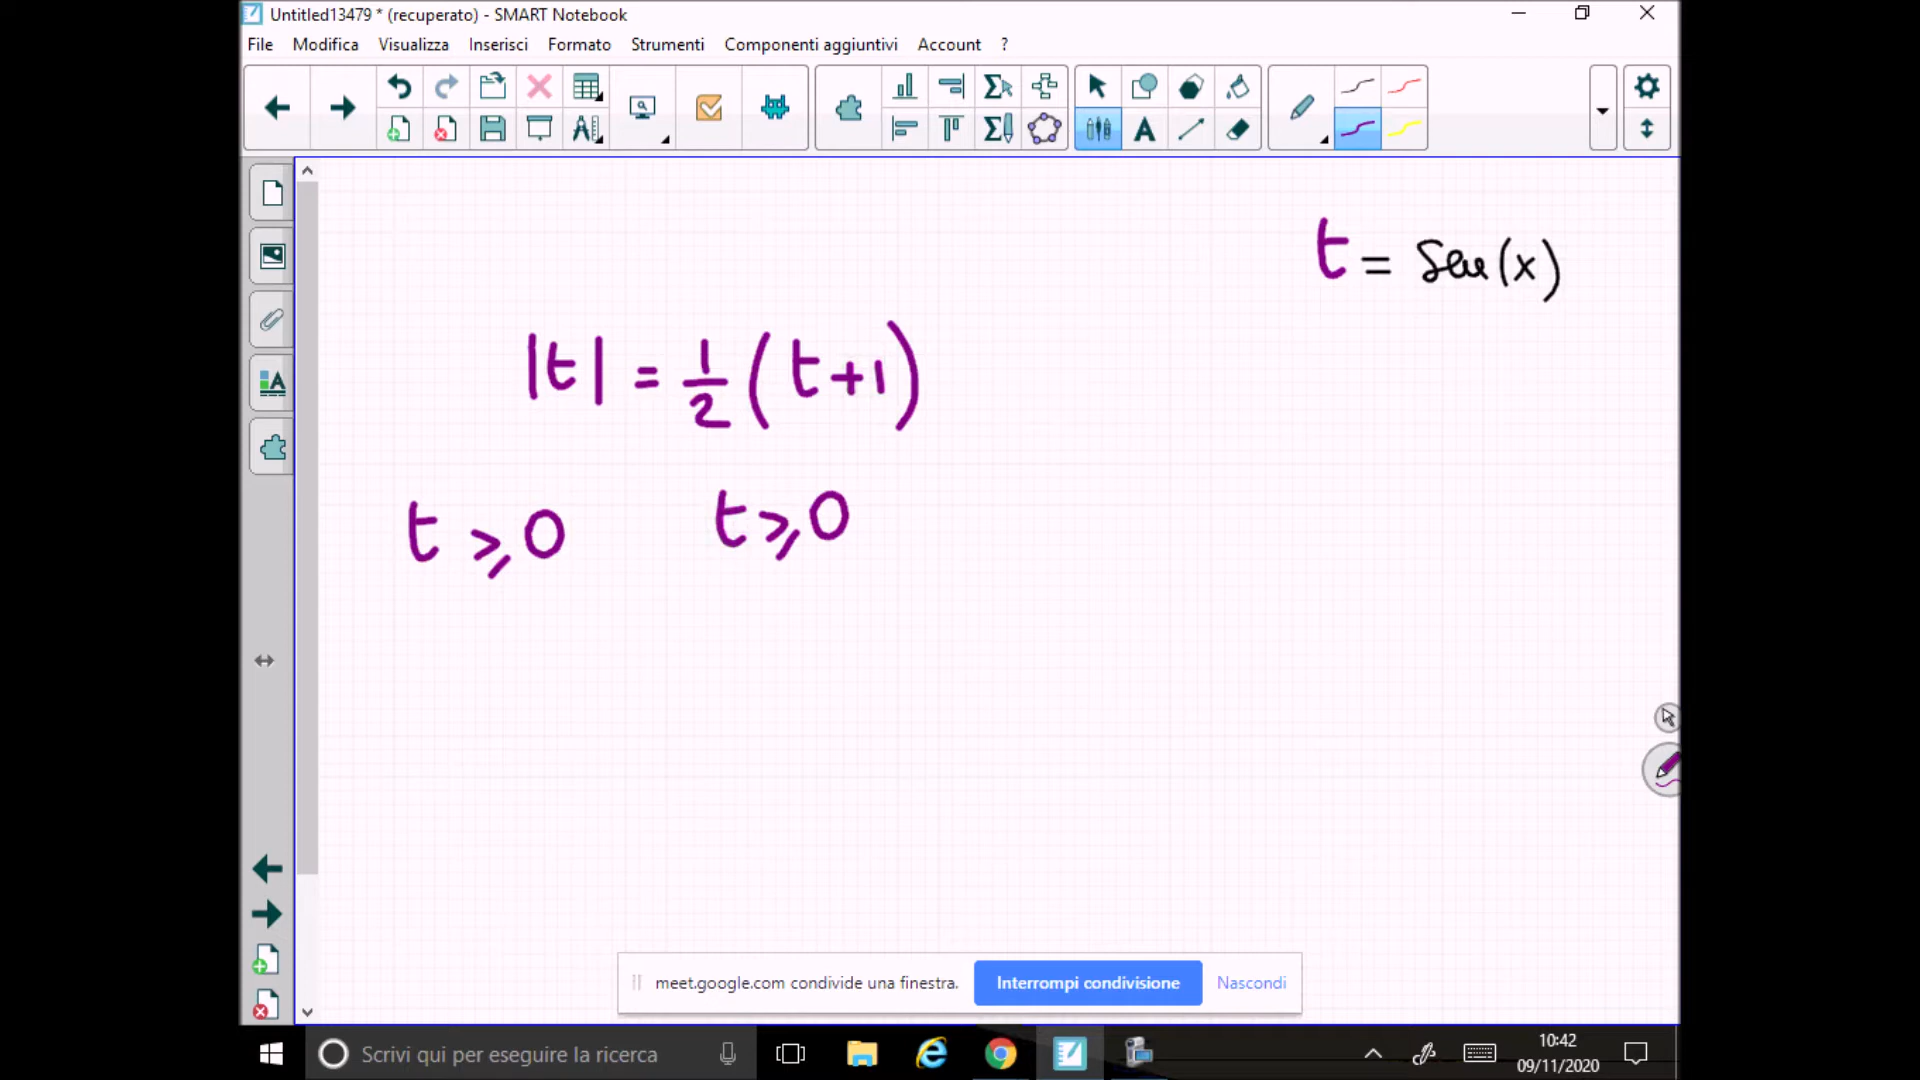 Untitled13479 * (recuperato) - SMART Notebook
File Modifica Visualizza Inserisci Formato Strumenti Componenti aggiuntivi Account ?
t = sen(x)
|t| = 1/2 (t+1)
t ⩾ 0 t ⩾ 0
meet.google.com condivide una finestra. Interrompi condivisione Nascondi
Scrivi qui per eseguire la ricerca
10:42
09/11/2020